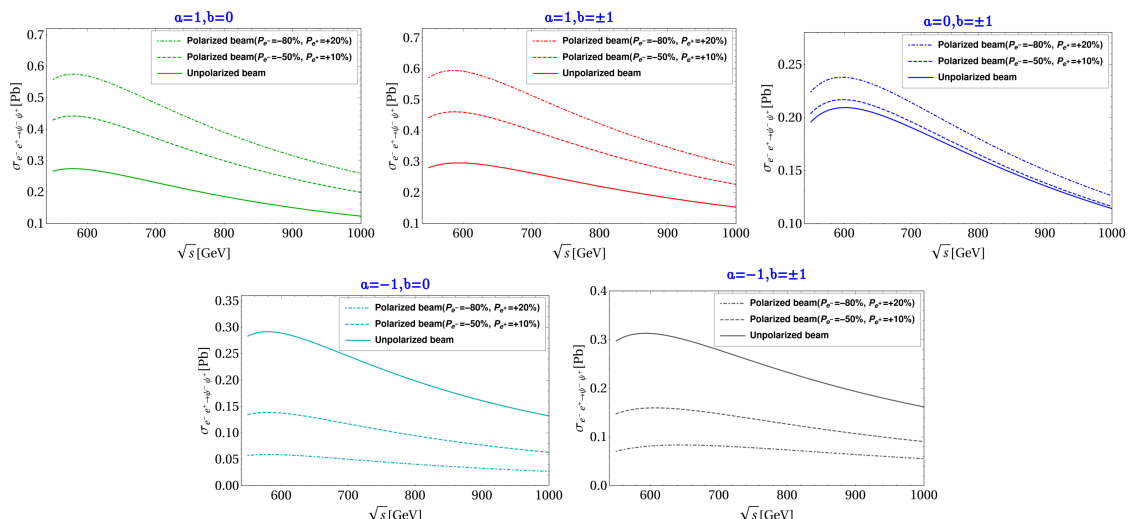 a=1,b=0
0.7
0.6
0.5
0.4
0.3
0.2
0.1
σ e⁻ e⁺→ψ⁻ ψ⁺ [Pb]
Polarized beam(Pe⁻=−80%, Pe⁺=+20%)
Polarized beam(Pe⁻=−50%, Pe⁺=+10%)
Unpolarized beam
600 700 800 900 1000
√s [GeV]
a=1,b=±1
0.7
0.6
0.5
0.4
0.3
0.2
0.1
σ e⁻ e⁺→ψ⁻ ψ⁺ [Pb]
Polarized beam(Pe⁻=−80%, Pe⁺=+20%)
Polarized beam(Pe⁻=−50%, Pe⁺=+10%)
Unpolarized beam
600 700 800 900 1000
√s [GeV]
a=0,b=±1
0.25
0.20
0.15
0.10
σ e⁻ e⁺→ψ⁻ ψ⁺ [Pb]
Polarized beam(Pe⁻=−80%, Pe⁺=+20%)
Polarized beam(Pe⁻=−50%, Pe⁺=+10%)
Unpolarized beam
600 700 800 900 1000
√s [GeV]
a=−1,b=0
0.35
0.30
0.25
0.20
0.15
0.10
0.05
0.00
σ e⁻ e⁺→ψ⁻ ψ⁺ [Pb]
Polarized beam(Pe⁻=−80%, Pe⁺=+20%)
Polarized beam(Pe⁻=−50%, Pe⁺=+10%)
Unpolarized beam
600 700 800 900 1000
√s [GeV]
a=−1,b=±1
0.4
0.3
0.2
0.1
0.0
σ e⁻ e⁺→ψ⁻ ψ⁺ [Pb]
Polarized beam(Pe⁻=−80%, Pe⁺=+20%)
Polarized beam(Pe⁻=−50%, Pe⁺=+10%)
Unpolarized beam
600 700 800 900 1000
√s [GeV]